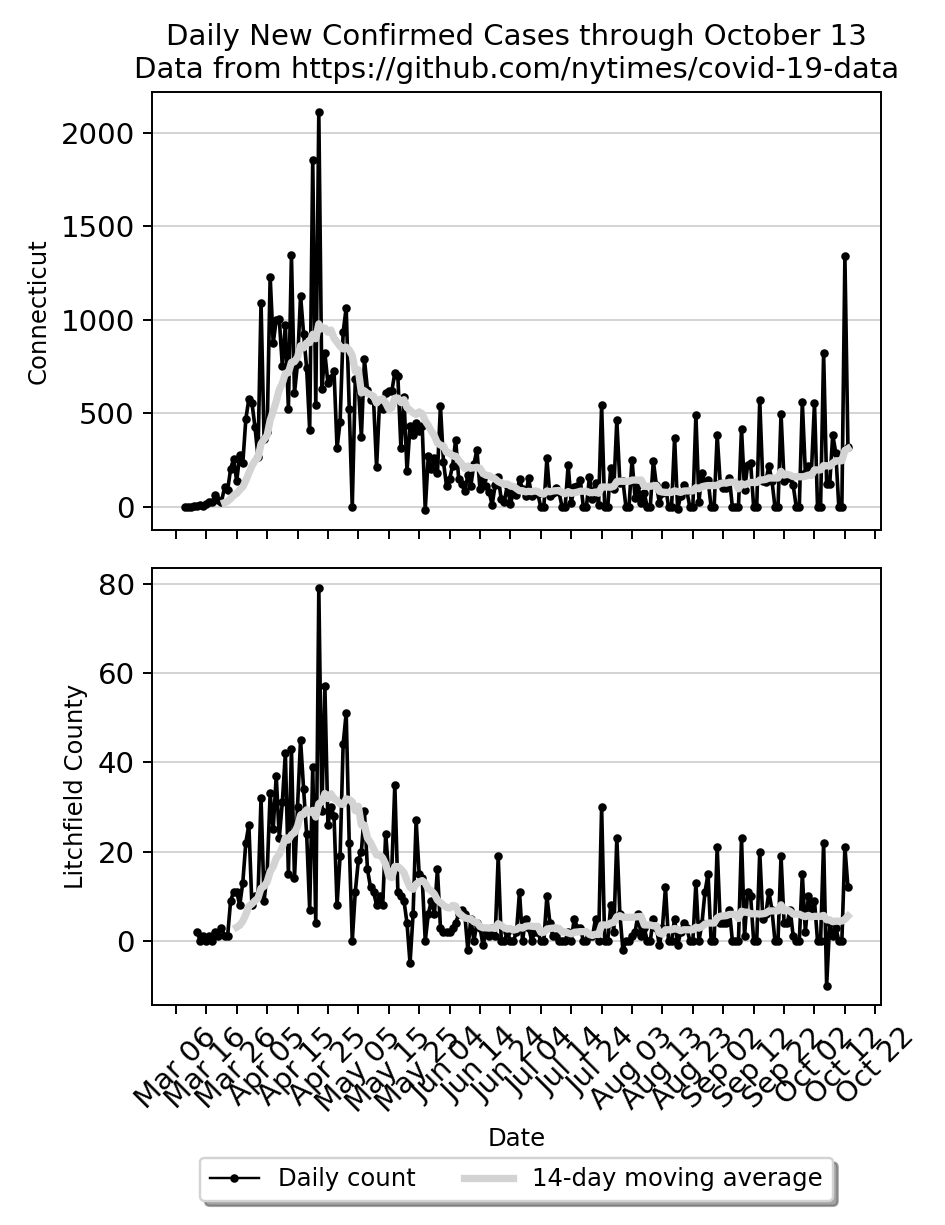 Daily New Confirmed Cases through October 13
Data from https://github.com/nytimes/covid-19-data
2000
1500
1000
500
0
Connecticut
80
60
40
20
0
Litchfield County
Mar 06
Mar 16
Mar 26
Apr 05
Apr 15
Apr 25
May 05
May 15
May 25
Jun 04
Jun 14
Jun 24
Jul 04
Jul 14
Jul 24
Aug 03
Aug 13
Aug 23
Sep 02
Sep 12
Sep 22
Oct 02
Oct 12
Oct 22
Date
Daily count
14-day moving average